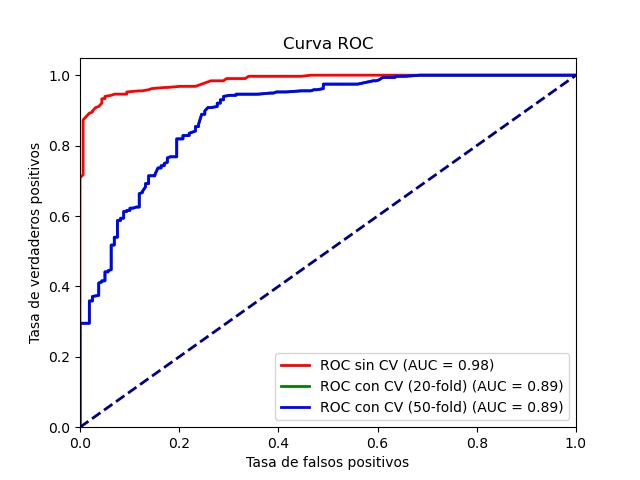 Curva ROC
1.0
0.8
0.6
0.4
0.2
0.0
Tasa de verdaderos positivos
ROC sin CV (AUC = 0.98)
ROC con CV (20-fold) (AUC = 0.89)
ROC con CV (50-fold) (AUC = 0.89)
0.0 0.2 0.4 0.6 0.8 1.0
Tasa de falsos positivos